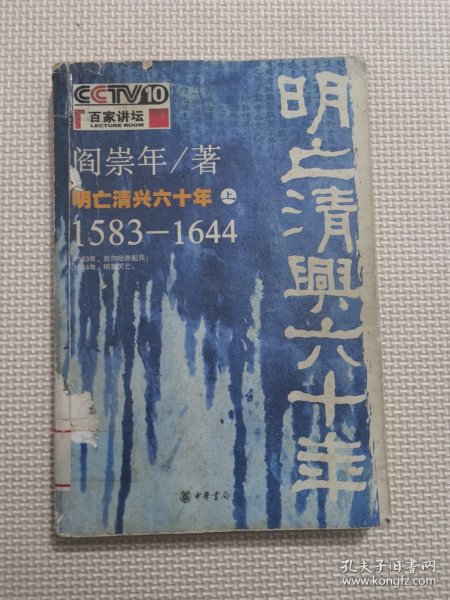 CCTV10
百家讲坛
LECTURE ROOM
阎崇年/著
明亡清兴六十年 上
1583-1644
1583年,努尔哈赤起兵;
1644年,明朝灭亡。
明亡清興六十年
中華書局
孔夫子旧书网
www.kongfz.com